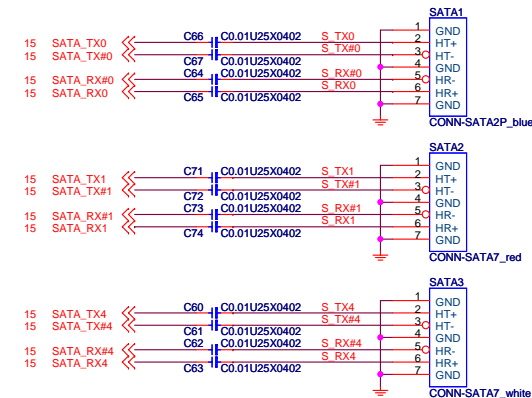 SATA1
15 SATA_TX0 C66 C0.01U25X0402 S_TX0 1 GND
15 SATA_TX#0 S_TX#0 2 HT+
C67 C0.01U25X0402 3 HT-
15 SATA_RX#0 C64 C0.01U25X0402 S_RX#0 4 GND
15 SATA_RX0 S_RX0 5 HR-
C65 C0.01U25X0402 6 HR+
7 GND
CONN-SATA2P_blue
SATA2
15 SATA_TX1 C71 C0.01U25X0402 S_TX1 1 GND
15 SATA_TX#1 S_TX#1 2 HT+
C72 C0.01U25X0402 3 HT-
15 SATA_RX#1 C73 C0.01U25X0402 S_RX#1 4 GND
15 SATA_RX1 S_RX1 5 HR-
C74 C0.01U25X0402 6 HR+
7 GND
CONN-SATA7_red
SATA3
15 SATA_TX4 C60 C0.01U25X0402 S_TX4 1 GND
15 SATA_TX#4 S_TX#4 2 HT+
C61 C0.01U25X0402 3 HT-
15 SATA_RX#4 C62 C0.01U25X0402 S_RX#4 4 GND
15 SATA_RX4 S_RX4 5 HR-
C63 C0.01U25X0402 6 HR+
7 GND
CONN-SATA7_white